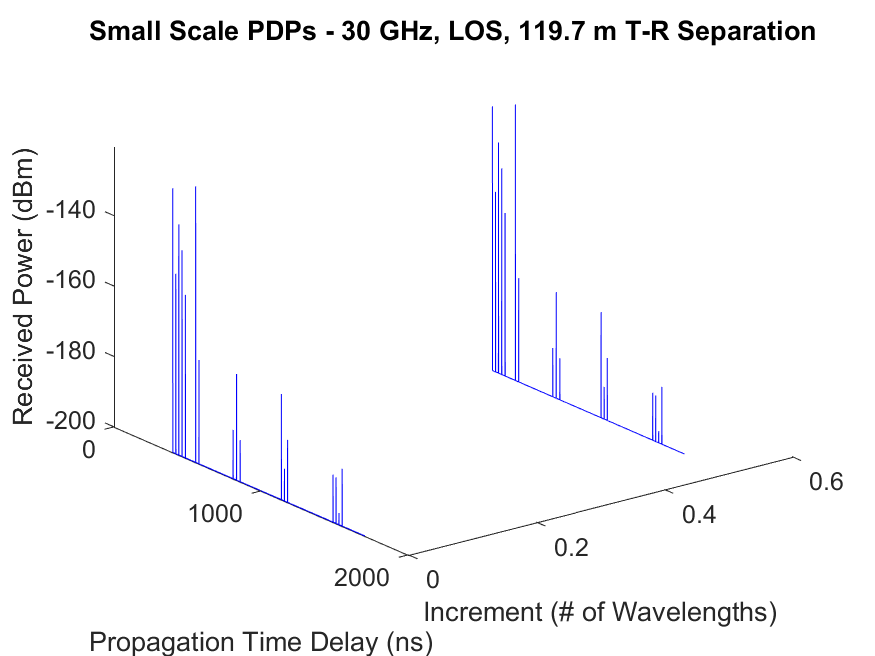 Small Scale PDPs - 30 GHz, LOS, 119.7 m T-R Separation
Received Power (dBm)
-140
-160
-180
-200
0
1000
2000
Propagation Time Delay (ns)
0
0.2
0.4
0.6
Increment (# of Wavelengths)